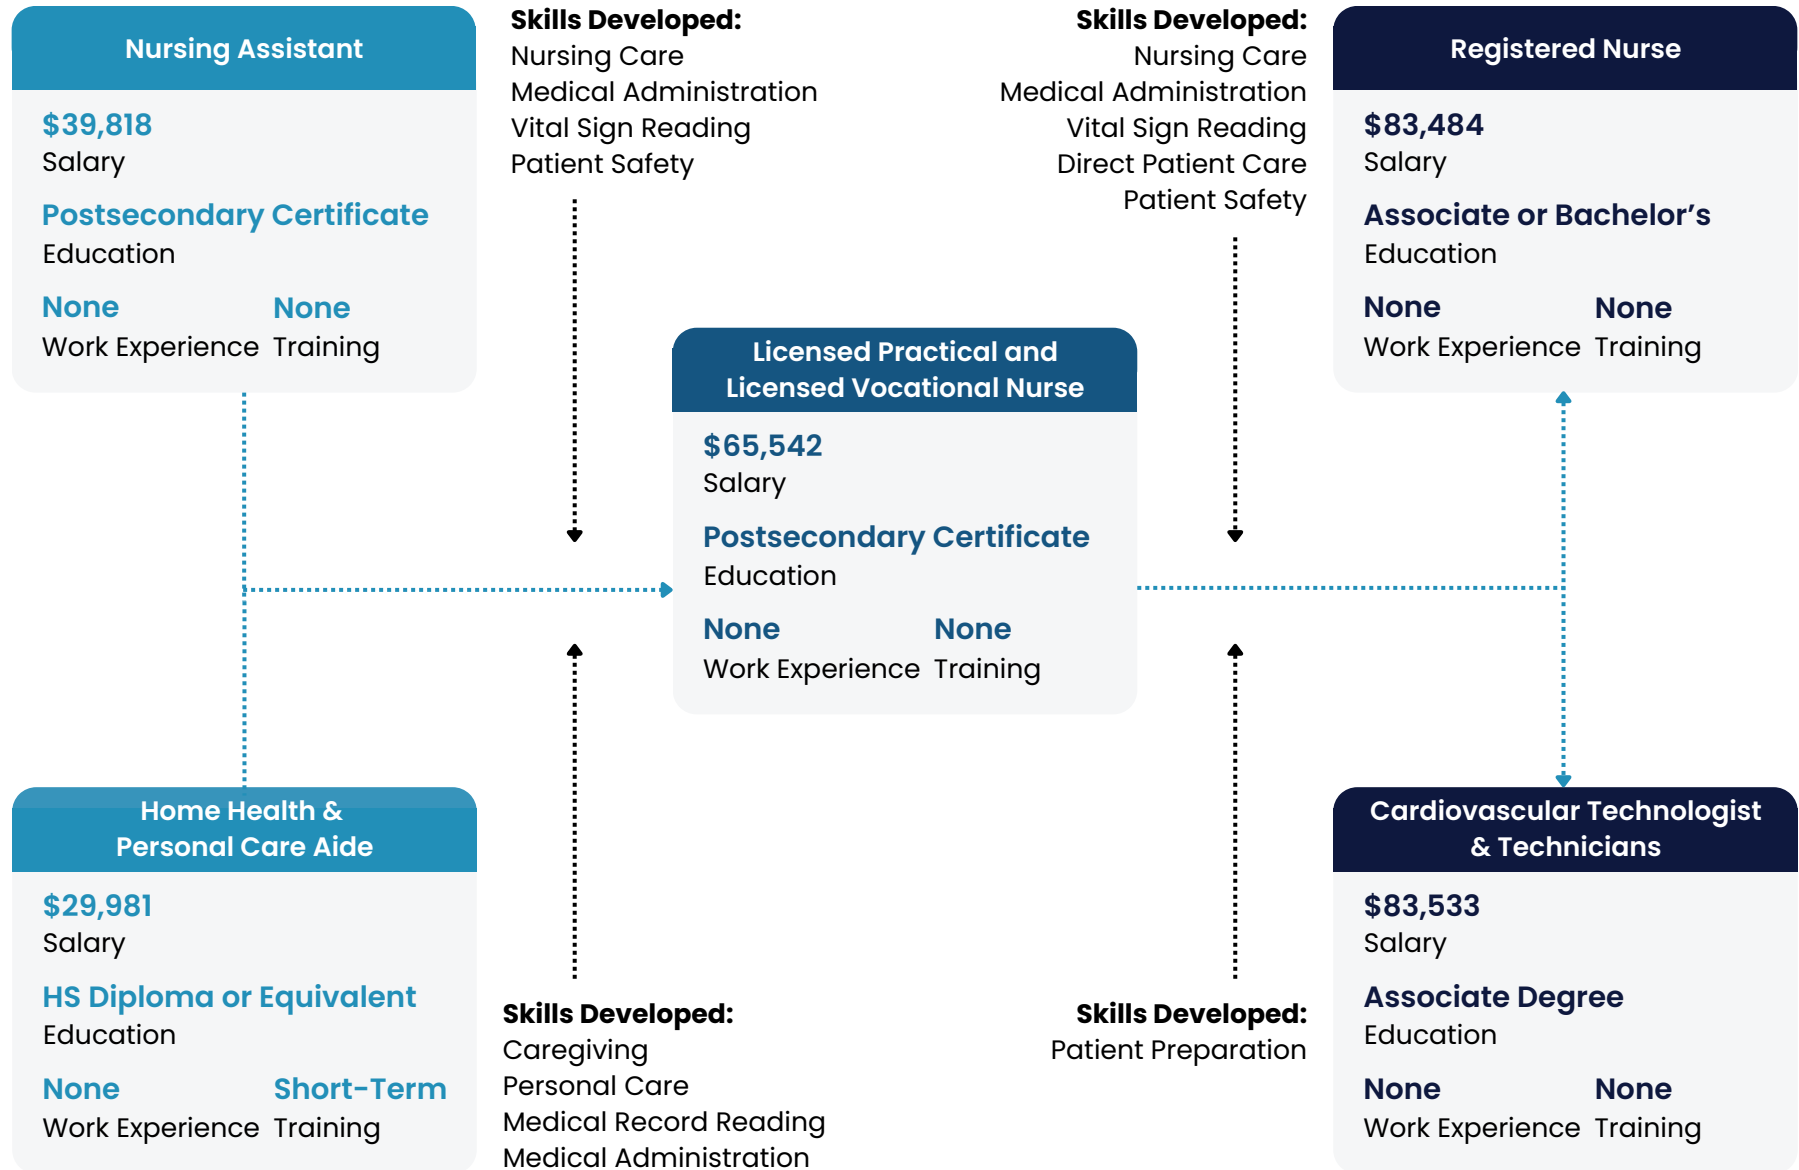 Nursing Assistant
$39,818
Salary
Postsecondary Certificate
Education
None None
Work Experience Training
Skills Developed:
Nursing Care
Medical Administration
Vital Sign Reading
Patient Safety
Skills Developed:
Nursing Care
Medical Administration
Vital Sign Reading
Direct Patient Care
Patient Safety
Registered Nurse
$83,484
Salary
Associate or Bachelor’s
Education
None None
Work Experience Training
Licensed Practical and
Licensed Vocational Nurse
$65,542
Salary
Postsecondary Certificate
Education
None None
Work Experience Training
Home Health &
Personal Care Aide
$29,981
Salary
HS Diploma or Equivalent
Education
None Short-Term
Work Experience Training
Skills Developed:
Caregiving
Personal Care
Medical Record Reading
Medical Administration
Skills Developed:
Patient Preparation
Cardiovascular Technologist
& Technicians
$83,533
Salary
Associate Degree
Education
None None
Work Experience Training